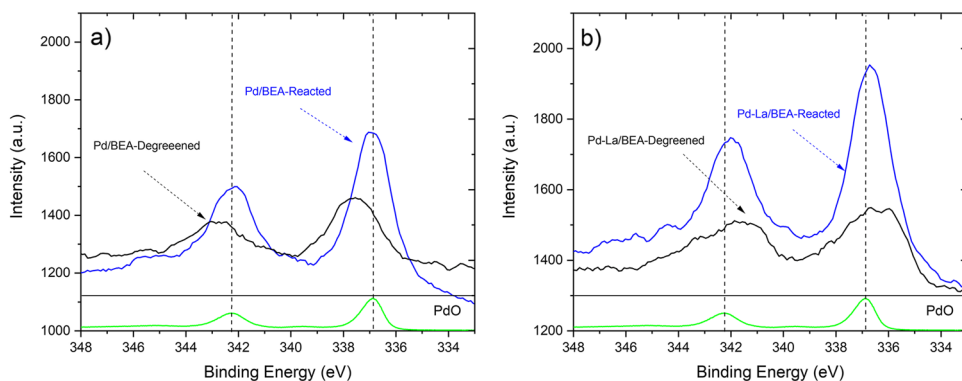 a)
2000
1800
1600
1400
1200
1000
Intensity (a.u.)
Pd/BEA-Reacted
Pd/BEA-Degreeened
PdO
348 346 344 342 340 338 336 334
Binding Energy (eV)
b)
2000
1800
1600
1400
1200
Intensity (a.u.)
Pd-La/BEA-Reacted
Pd-La/BEA-Degreened
PdO
348 346 344 342 340 338 336 334
Binding Energy (eV)